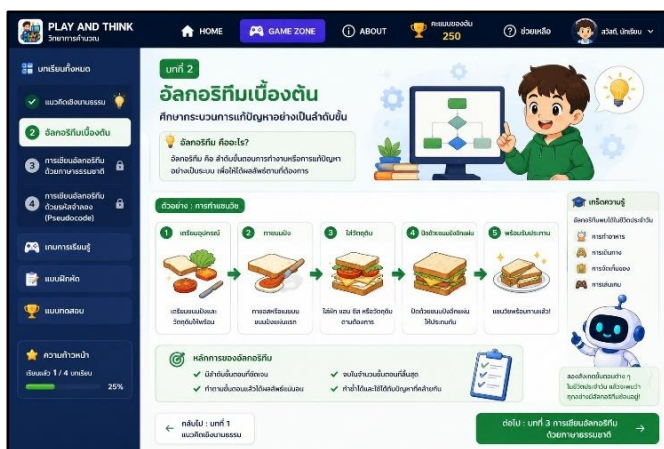 PLAY AND THINK
วิทยาการคำนวณ
HOME
GAME ZONE
ABOUT
คะแนนของฉัน
250
ช่วยเหลือ
สวัสดี, นักเรียน
บทเรียนทั้งหมด
แนวคิดเชิงนามธรรม
2 อัลกอริทึมเบื้องต้น
3 การเขียนอัลกอริทึม
ด้วยภาษาธรรมชาติ
4 การเขียนอัลกอริทึม
ด้วยรหัสจำลอง
(Pseudocode)
เกมการเรียนรู้
แบบฝึกหัด
แบบทดสอบ
ความก้าวหน้า
เรียนแล้ว 1 / 4 บทเรียน
25%
บทที่ 2
อัลกอริทึมเบื้องต้น
ศึกษากระบวนการแก้ปัญหาอย่างเป็นลำดับขั้น
อัลกอริทึม คืออะไร?
อัลกอริทึม คือ ลำดับขั้นตอนการทำงานหรือการแก้ปัญหา
อย่างเป็นระบบ เพื่อให้ได้ผลลัพธ์ตามที่ต้องการ
ตัวอย่าง : การทำแซนวิช
1 เตรียมอุปกรณ์
เตรียมขนมปังและ
วัตถุดิบให้พร้อม
2 ทาขนมปัง
ทาซอสหรือเนยบน
ขนมปังแผ่นแรก
3 ใส่วัตถุดิบ
ใส่ผัก แฮม ชีส หรือวัตถุดิบ
ตามต้องการ
4 ปิดด้วยขนมปังอีกแผ่น
ปิดด้วยขนมปังอีกแผ่น
ให้ประกบกัน
5 พร้อมรับประทาน
แซนวิชพร้อมทานแล้ว!
หลักการของอัลกอริทึม
มีลำดับขั้นตอนที่ชัดเจน
ทำตามขั้นตอนแล้วได้ผลลัพธ์แน่นอน
จบในจำนวนขั้นตอนที่สิ้นสุด
ทำซ้ำได้และใช้ได้กับปัญหาที่คล้ายกัน
เกร็ดความรู้
อัลกอริทึมพบได้ในชีวิตประจำวัน
การทำอาหาร
การเดินทาง
การจัดเก็บของ
การเล่นเกม
ลองสังเกตขั้นตอนต่าง ๆ
ในชีวิตประจำวัน แล้วจะพบว่า
ทุกอย่างมีอัลกอริทึมซ่อนอยู่!
กลับไป : บทที่ 1
แนวคิดเชิงนามธรรม
ต่อไป : บทที่ 3 การเขียนอัลกอริทึม
ด้วยภาษาธรรมชาติ